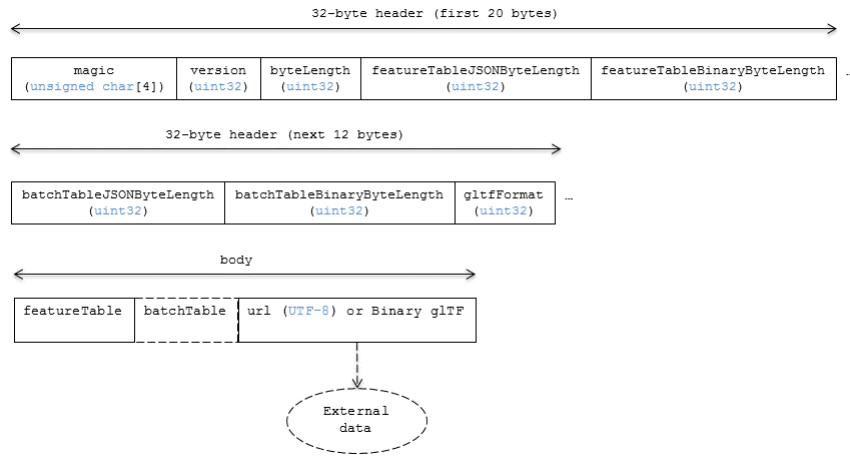 32-byte header (first 20 bytes)
magic version byteLength featureTableJSONByteLength featureTableBinaryByteLength
(unsigned char[4]) (uint32) (uint32) (uint32) (uint32) …
32-byte header (next 12 bytes)
batchTableJSONByteLength batchTableBinaryByteLength gltfFormat …
(uint32) (uint32) (uint32)
body
featureTable batchTable url (UTF-8) or Binary glTF
External
data